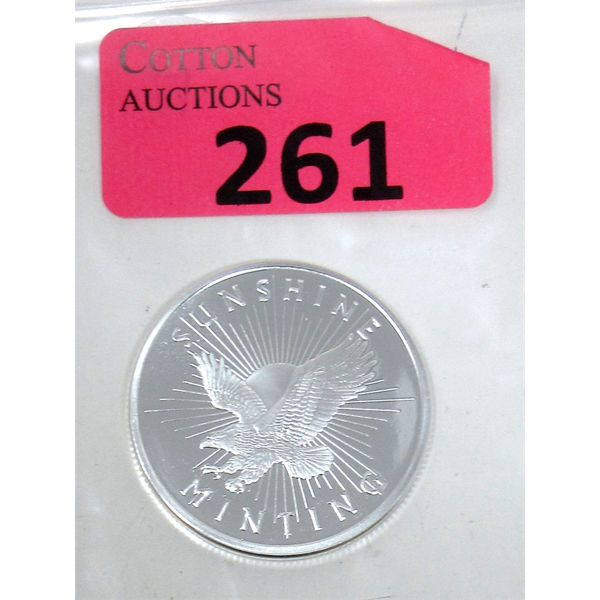 COTTON
AUCTIONS
261
SUNSHINE
MINTING